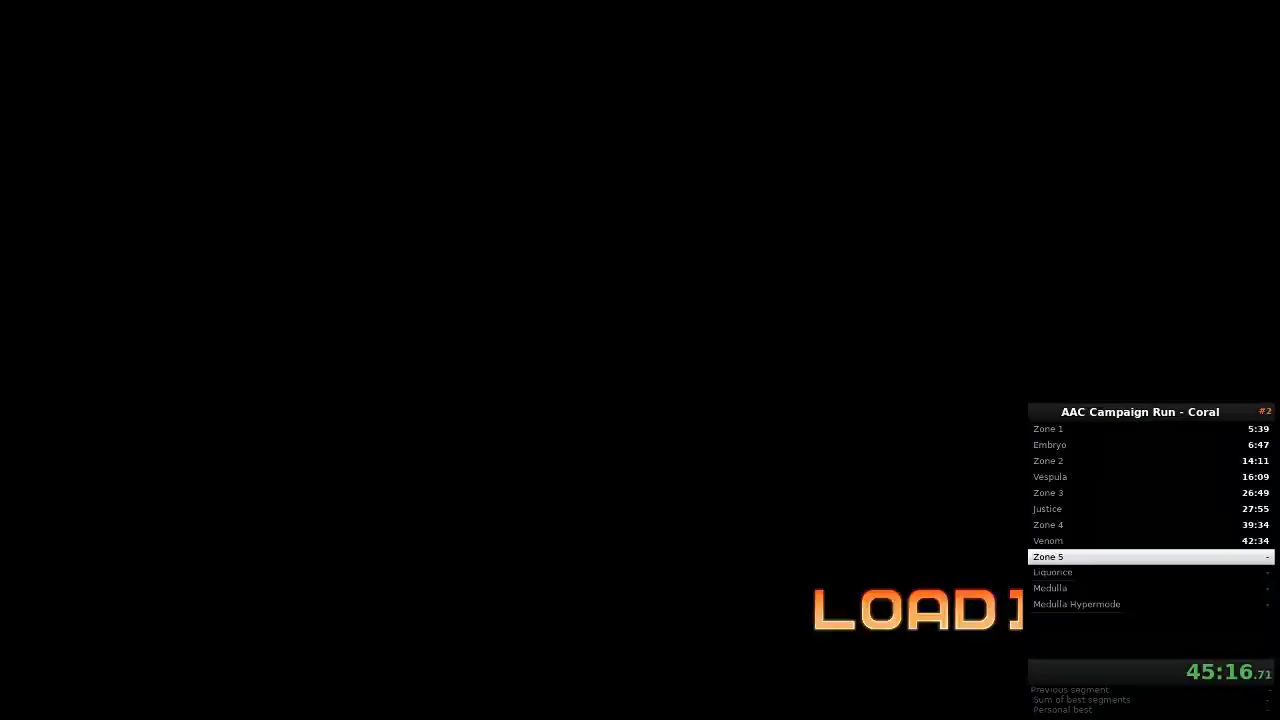 AAC Campaign Run - Coral #2
Zone 1 5:39
Embryo 6:47
Zone 2 14:11
Vespula 16:09
Zone 3 26:49
Justice 27:55
Zone 4 39:34
Venom 42:34
Zone 5 -
Liquorice -
Medulla -
Medulla Hypermode -
LOADI
45:16.71
Previous segment -
Sum of best segments -
Personal best -